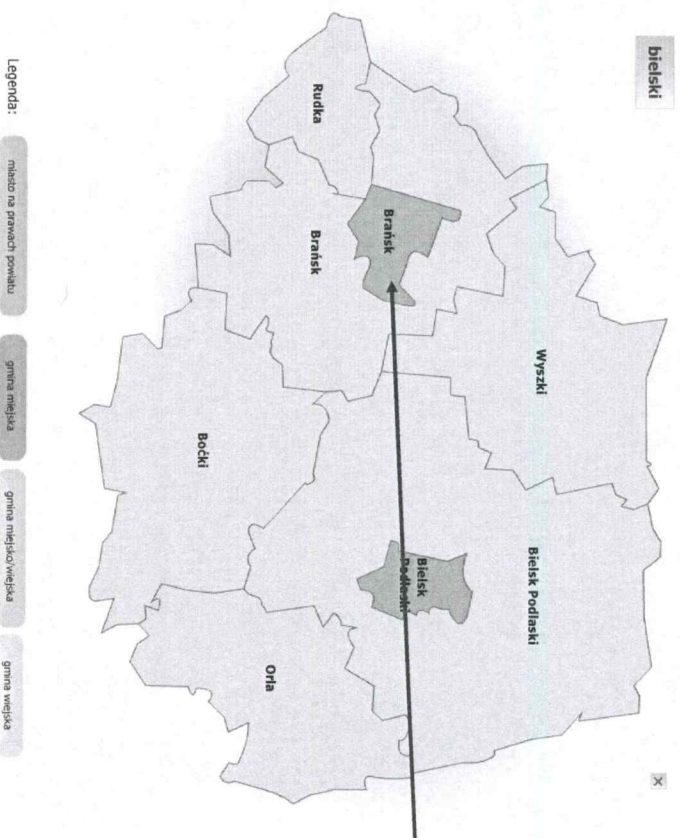 bielski
x
Wyszki
Bielsk Podlaski
Brańsk
Bielsk
Podlaski
Rudka
Brańsk
Orla
Boćki
Legenda:
miasto na prawach powiatu
gmina miejska
gmina miejsko/wiejska
gmina wiejska